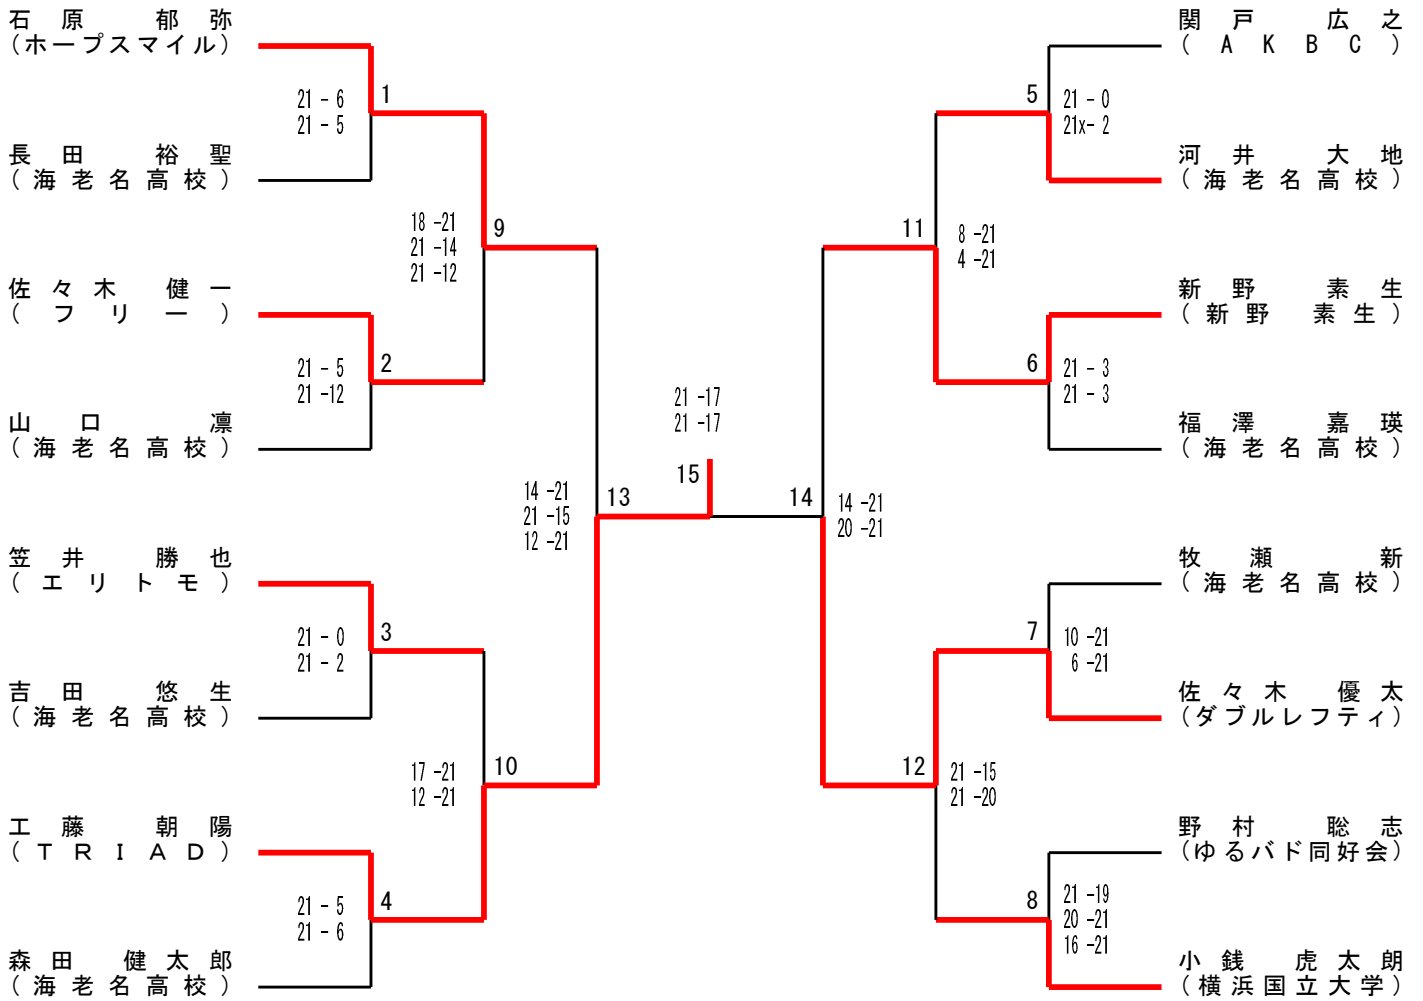 石原 郁弥
(ホープスマイル)
長田 裕聖
(海老名高校)
佐々木 健一
(フリー)
山口 凛
(海老名高校)
笠井 勝也
(エリトモ)
吉田 悠生
(海老名高校)
工藤 朝陽
(TRIAD)
森田 健太郎
(海老名高校)
1
21 - 6
21 - 5
2
21 - 5
21 -12
3
21 - 0
21 - 2
4
21 - 5
21 - 6
9
18 -21
21 -14
21 -12
10
17 -21
12 -21
13
14 -21
21 -15
12 -21
21 -17
21 -17
15
14
14 -21
20 -21
11
8 -21
4 -21
12
21 -15
21 -20
5
21 - 0
21x- 2
6
21 - 3
21 - 3
7
10 -21
6 -21
8
21 -19
20 -21
16 -21
関戸 広之
(AKBC)
河井 大地
(海老名高校)
新野 素生
(新野 素生)
福澤 嘉瑛
(海老名高校)
牧瀬 新
(海老名高校)
佐々木 優太
(ダブルレフティ)
野村 聡志
(ゆるバド同好会)
小銭 虎太朗
(横浜国立大学)